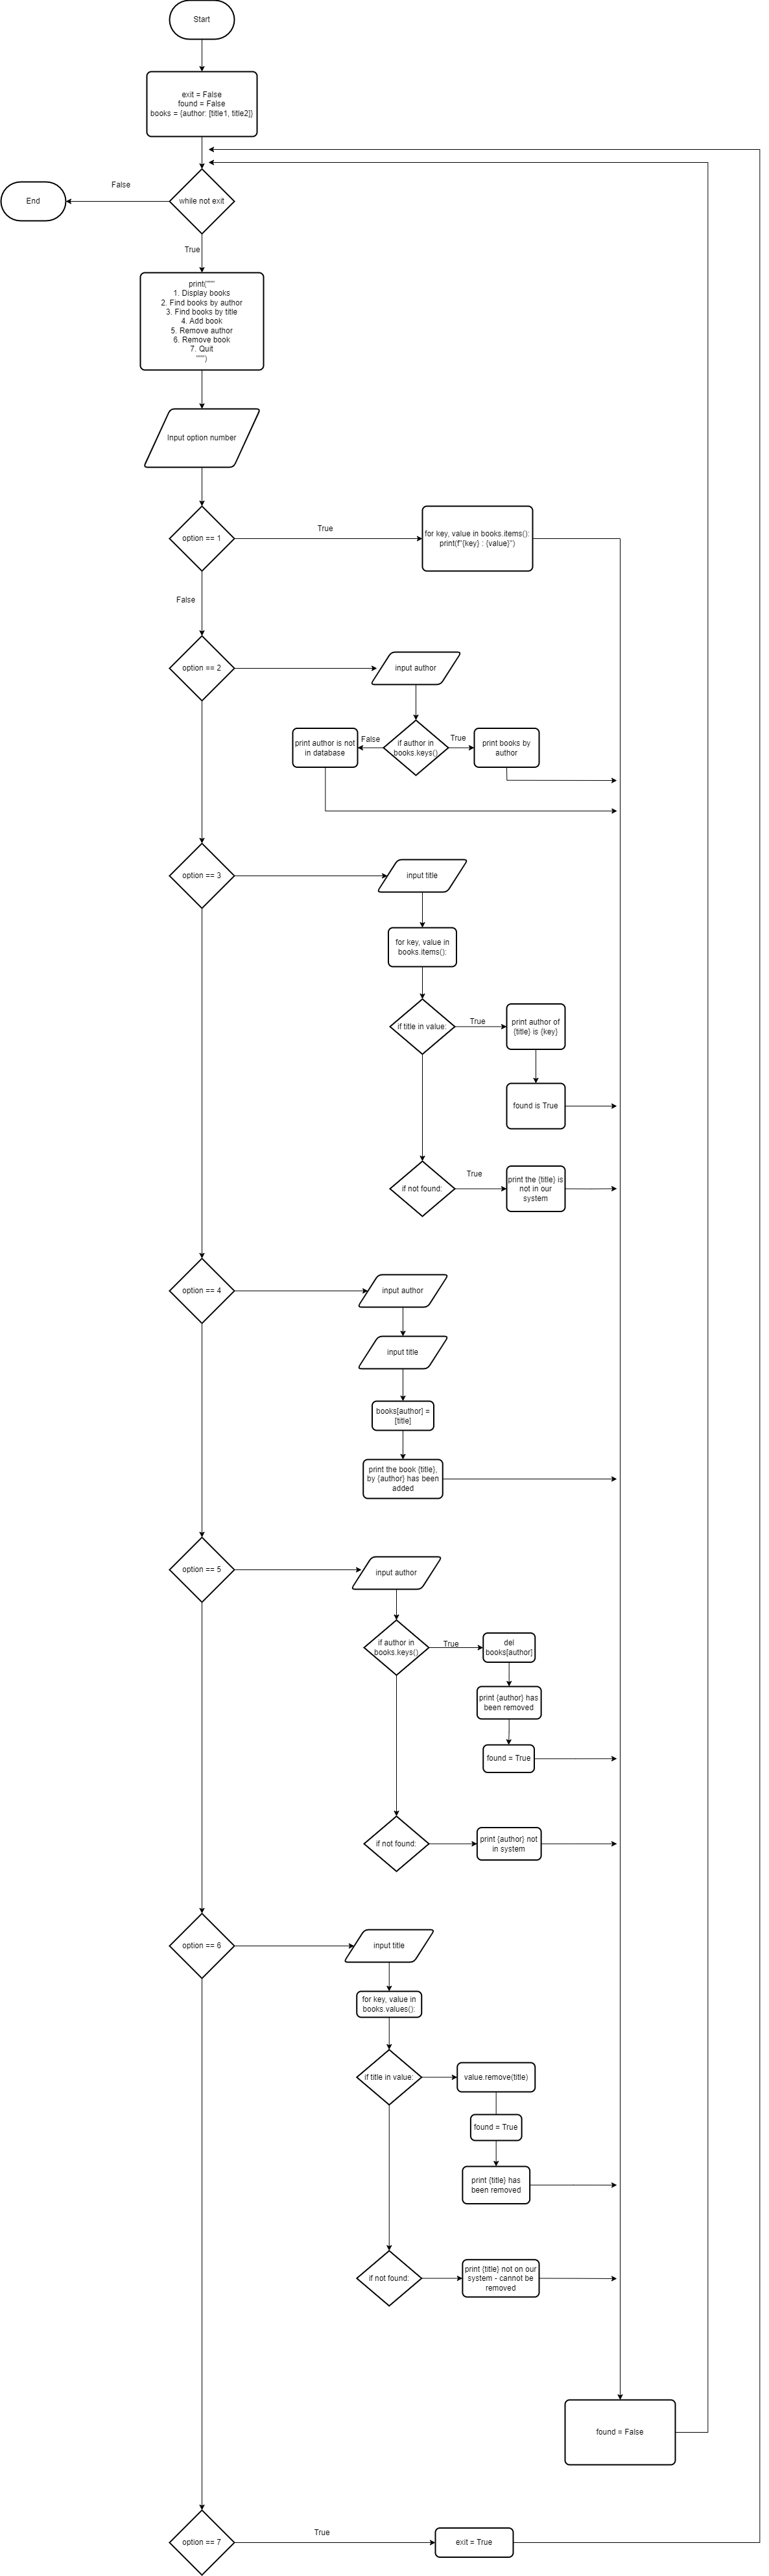 Start
exit = False
found = False
books = {author: [title1, title2]}
while not exit
False
End
True
print("""
1. Display books
2. Find books by author
3. Find books by title
4. Add book
5. Remove author
6. Remove book
7. Quit
""")
Input option number
option == 1
True
for key, value in books.items():
print(f"{key} : {value}")
False
option == 2
input author
if author in
books.keys()
False
print author is not
in database
True
print books by
author
option == 3
input title
for key, value in
books.items():
if title in value:
True
print author of
{title} is {key}
found is True
if not found:
True
print the {title} is
not in our
system
option == 4
input author
input title
books[author] =
[title]
print the book {title},
by {author} has been
added
option == 5
input author
if author in
books.keys()
True
del
books[author]
print {author} has
been removed
found = True
if not found:
print {author} not
in system
option == 6
input title
for key, value in
books.values():
if title in value:
value.remove(title)
found = True
print {title} has
been removed
if not found:
print {title} not on our
system - cannot be
removed
found = False
option == 7
True
exit = True